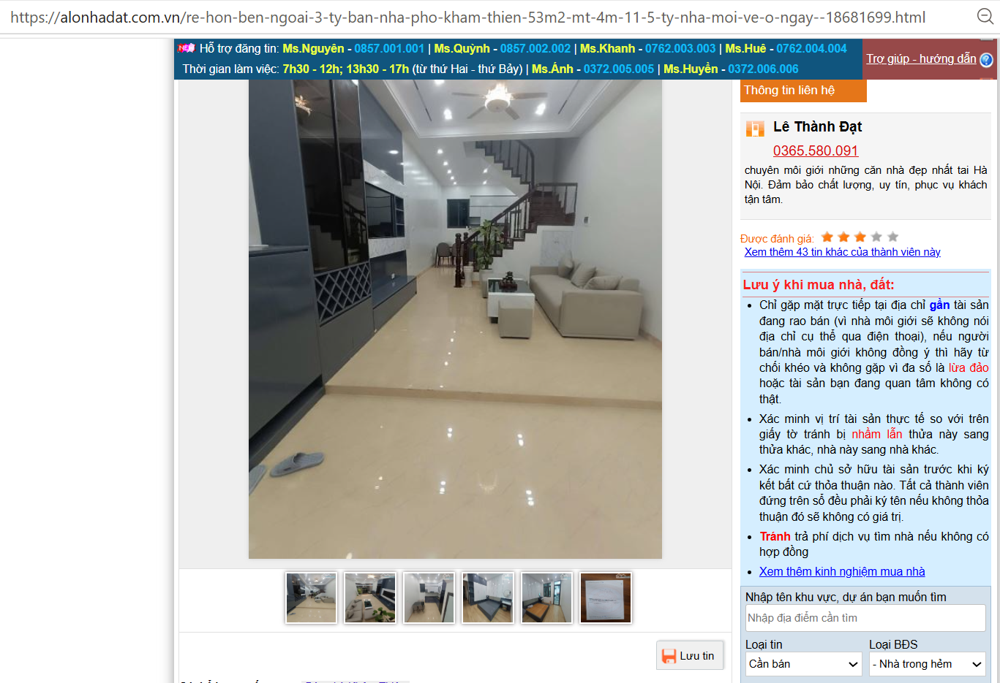 https://alonhadat.com.vn/re-hon-ben-ngoai-3-ty-ban-nha-pho-kham-thien-53m2-mt-4m-11-5-ty-nha-moi-ve-o-ngay--18681699.html
NEW Hỗ trợ đăng tin: Ms.Nguyên - 0857.001.001 | Ms.Quỳnh - 0857.002.002 | Ms.Khanh - 0762.003.003 | Ms.Huê - 0762.004.004
Thời gian làm việc: 7h30 - 12h; 13h30 - 17h (từ thứ Hai - thứ Bảy) | Ms.Ánh - 0372.005.005 | Ms.Huyền - 0372.006.006
Trợ giúp - hướng dẫn
Thông tin liên hệ
Lê Thành Đạt
0365.580.091
chuyên môi giới những căn nhà đẹp nhất tai Hà
Nội. Đảm bảo chất lượng, uy tín, phục vụ khách
tận tâm.
Được đánh giá:
Xem thêm 43 tin khác của thành viên này
Lưu ý khi mua nhà, đất:
Chỉ gặp mặt trực tiếp tại địa chỉ gần tài sản
đang rao bán (vì nhà môi giới sẽ không nói
địa chỉ cụ thể qua điện thoại), nếu người
bán/nhà môi giới không đồng ý thì hãy từ
chối khéo và không gặp vì đa số là lừa đảo
hoặc tài sản bạn đang quan tâm không có
thật.
Xác minh vị trí tài sản thực tế so với trên
giấy tờ tránh bị nhầm lẫn thửa này sang
thửa khác, nhà này sang nhà khác.
Xác minh chủ sở hữu tài sản trước khi ký
kết bất cứ thỏa thuận nào. Tất cả thành viên
đứng trên sổ đều phải ký tên nếu không thỏa
thuận đó sẽ không có giá trị.
Tránh trả phí dịch vụ tìm nhà nếu không có
hợp đồng
Xem thêm kinh nghiệm mua nhà
Nhập tên khu vực, dự án bạn muốn tìm
Nhập địa điểm cần tìm
Loại tin
Loại BĐS
Cần bán
- Nhà trong hẻm
Lưu tin